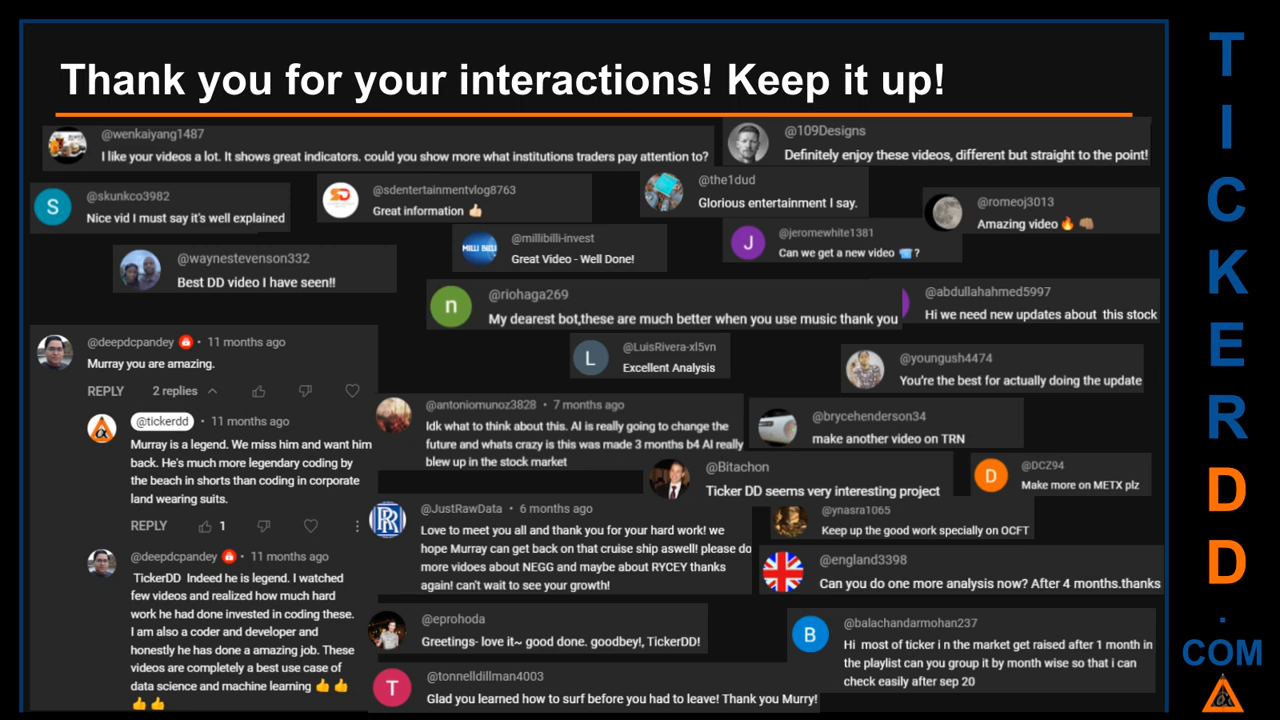 Thank you for your interactions! Keep it up!
@wenkaiyang1487
I like your videos a lot. It shows great indicators. could you show more what institutions traders pay attention to?
@109Designs
Definitely enjoy these videos, different but straight to the point!
S
@skunkco3982
Nice vid I must say it's well explained
SD
@sdentertainmentvlog8763
Great information 👍🏻
@the1dud
Glorious entertainment I say.
@romeoj3013
Amazing video 🔥 👊🏽
@waynestevenson332
Best DD video I have seen!!
MILLI BILLI
@millibilli-invest
Great Video - Well Done!
J
@jeromewhite1381
Can we get a new video ?
n
@riohaga269
My dearest bot,these are much better when you use music thank you
@abdullahahmed5997
Hi we need new updates about this stock
L
@LuisRivera-xl5vn
Excellent Analysis
@youngush4474
You're the best for actually doing the update
@deepdcpandey • 11 months ago
Murray you are amazing.
REPLY 2 replies
@tickerdd • 11 months ago
Murray is a legend. We miss him and want him
back. He's much more legendary coding by
the beach in shorts than coding in corporate
land wearing suits.
REPLY 1
@deepdcpandey • 11 months ago
TickerDD Indeed he is legend. I watched
few videos and realized how much hard
work he had done invested in coding these.
I am also a coder and developer and
honestly he has done a amazing job. These
videos are completely a best use case of
data science and machine learning 👍👍
👍👍
@antoniomunoz3828 • 7 months ago
Idk what to think about this. AI is really going to change the
future and whats crazy is this was made 3 months b4 AI really
blew up in the stock market
@brycehenderson34
make another video on TRN
@Bitachon
Ticker DD seems very interesting project
D
@DCZ94
Make more on METX plz
@JustRawData • 6 months ago
Love to meet you all and thank you for your hard work! we
hope Murray can get back on that cruise ship aswell! please do
more vidoes about NEGG and maybe about RYCEY thanks
again! can't wait to see your growth!
@ynasra1065
Keep up the good work specially on OCFT
@england3398
Can you do one more analysis now? After 4 months.thanks
@eprohoda
Greetings- love it~ good done. goodbey!, TickerDD!
B
@balachandarmohan237
Hi most of ticker i n the market get raised after 1 month in
the playlist can you group it by month wise so that i can
check easily after sep 20
T
@tonnelldillman4003
Glad you learned how to surf before you had to leave! Thank you Murry!
TICKERDD.COM